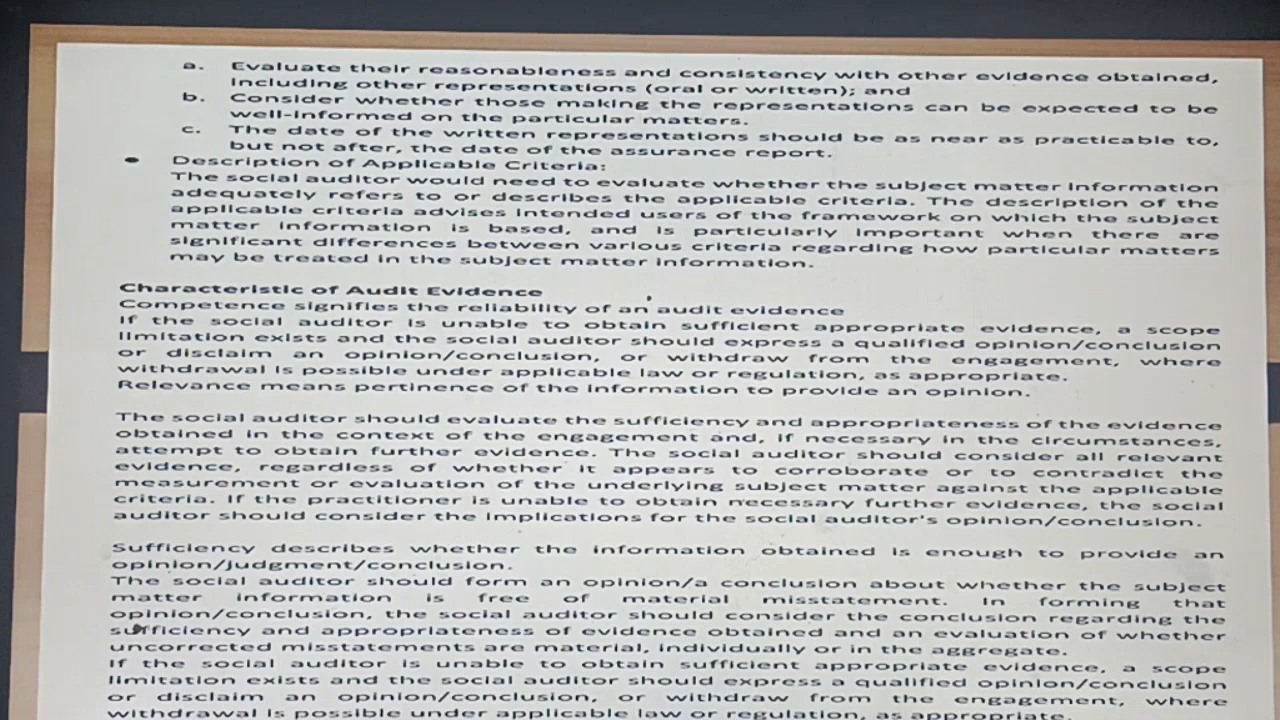 a. Evaluate their reasonableness and consistency with other evidence obtained,
including other representations (oral or written); and
b. Consider whether those making the representations can be expected to be
well-informed on the particular matters.
c. The date of the written representations should be as near as practicable to,
but not after, the date of the assurance report.
• Description of Applicable Criteria:
The social auditor would need to evaluate whether the subject matter information
adequately refers to or describes the applicable criteria. The description of the
applicable criteria advises intended users of the framework on which the subject
matter information is based, and is particularly important when there are
significant differences between various criteria regarding how particular matters
may be treated in the subject matter information.
Characteristic of Audit Evidence
Competence signifies the reliability of an audit evidence
If the social auditor is unable to obtain sufficient appropriate evidence, a scope
limitation exists and the social auditor should express a qualified opinion/conclusion
or disclaim an opinion/conclusion, or withdraw from the engagement, where
withdrawal is possible under applicable law or regulation, as appropriate.
Relevance means pertinence of the information to provide an opinion.
The social auditor should evaluate the sufficiency and appropriateness of the evidence
obtained in the context of the engagement and, if necessary in the circumstances,
attempt to obtain further evidence. The social auditor should consider all relevant
evidence, regardless of whether it appears to corroborate or to contradict the
measurement or evaluation of the underlying subject matter against the applicable
criteria. If the practitioner is unable to obtain necessary further evidence, the social
auditor should consider the implications for the social auditor's opinion/conclusion.
Sufficiency describes whether the information obtained is enough to provide an
opinion/judgment/conclusion.
The social auditor should form an opinion/a conclusion about whether the subject
matter information is free of material misstatement. In forming that
opinion/conclusion, the social auditor should consider the conclusion regarding the
sufficiency and appropriateness of evidence obtained and an evaluation of whether
uncorrected misstatements are material, individually or in the aggregate.
If the social auditor is unable to obtain sufficient appropriate evidence, a scope
limitation exists and the social auditor should express a qualified opinion/conclusion
or disclaim an opinion/conclusion, or withdraw from the engagement, where
withdrawal is possible under applicable law or regulation, as appropriate.